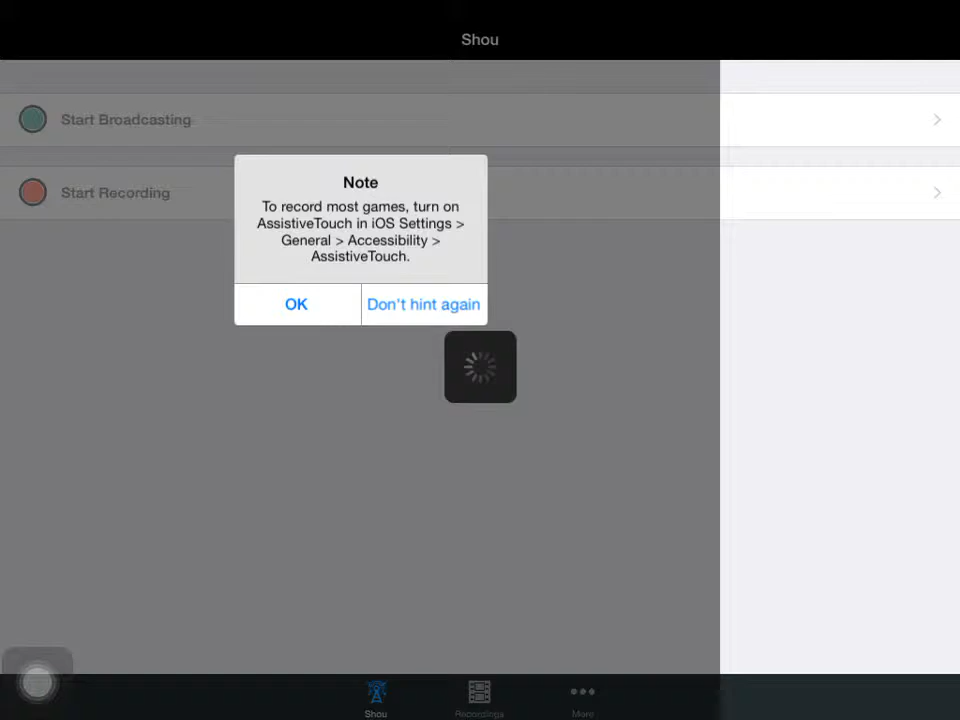 Shou
Start Broadcasting
Start Recording
Note
To record most games, turn on
AssistiveTouch in iOS Settings >
General > Accessibility >
AssistiveTouch.
OK
Don't hint again
Shou
Recordings
More